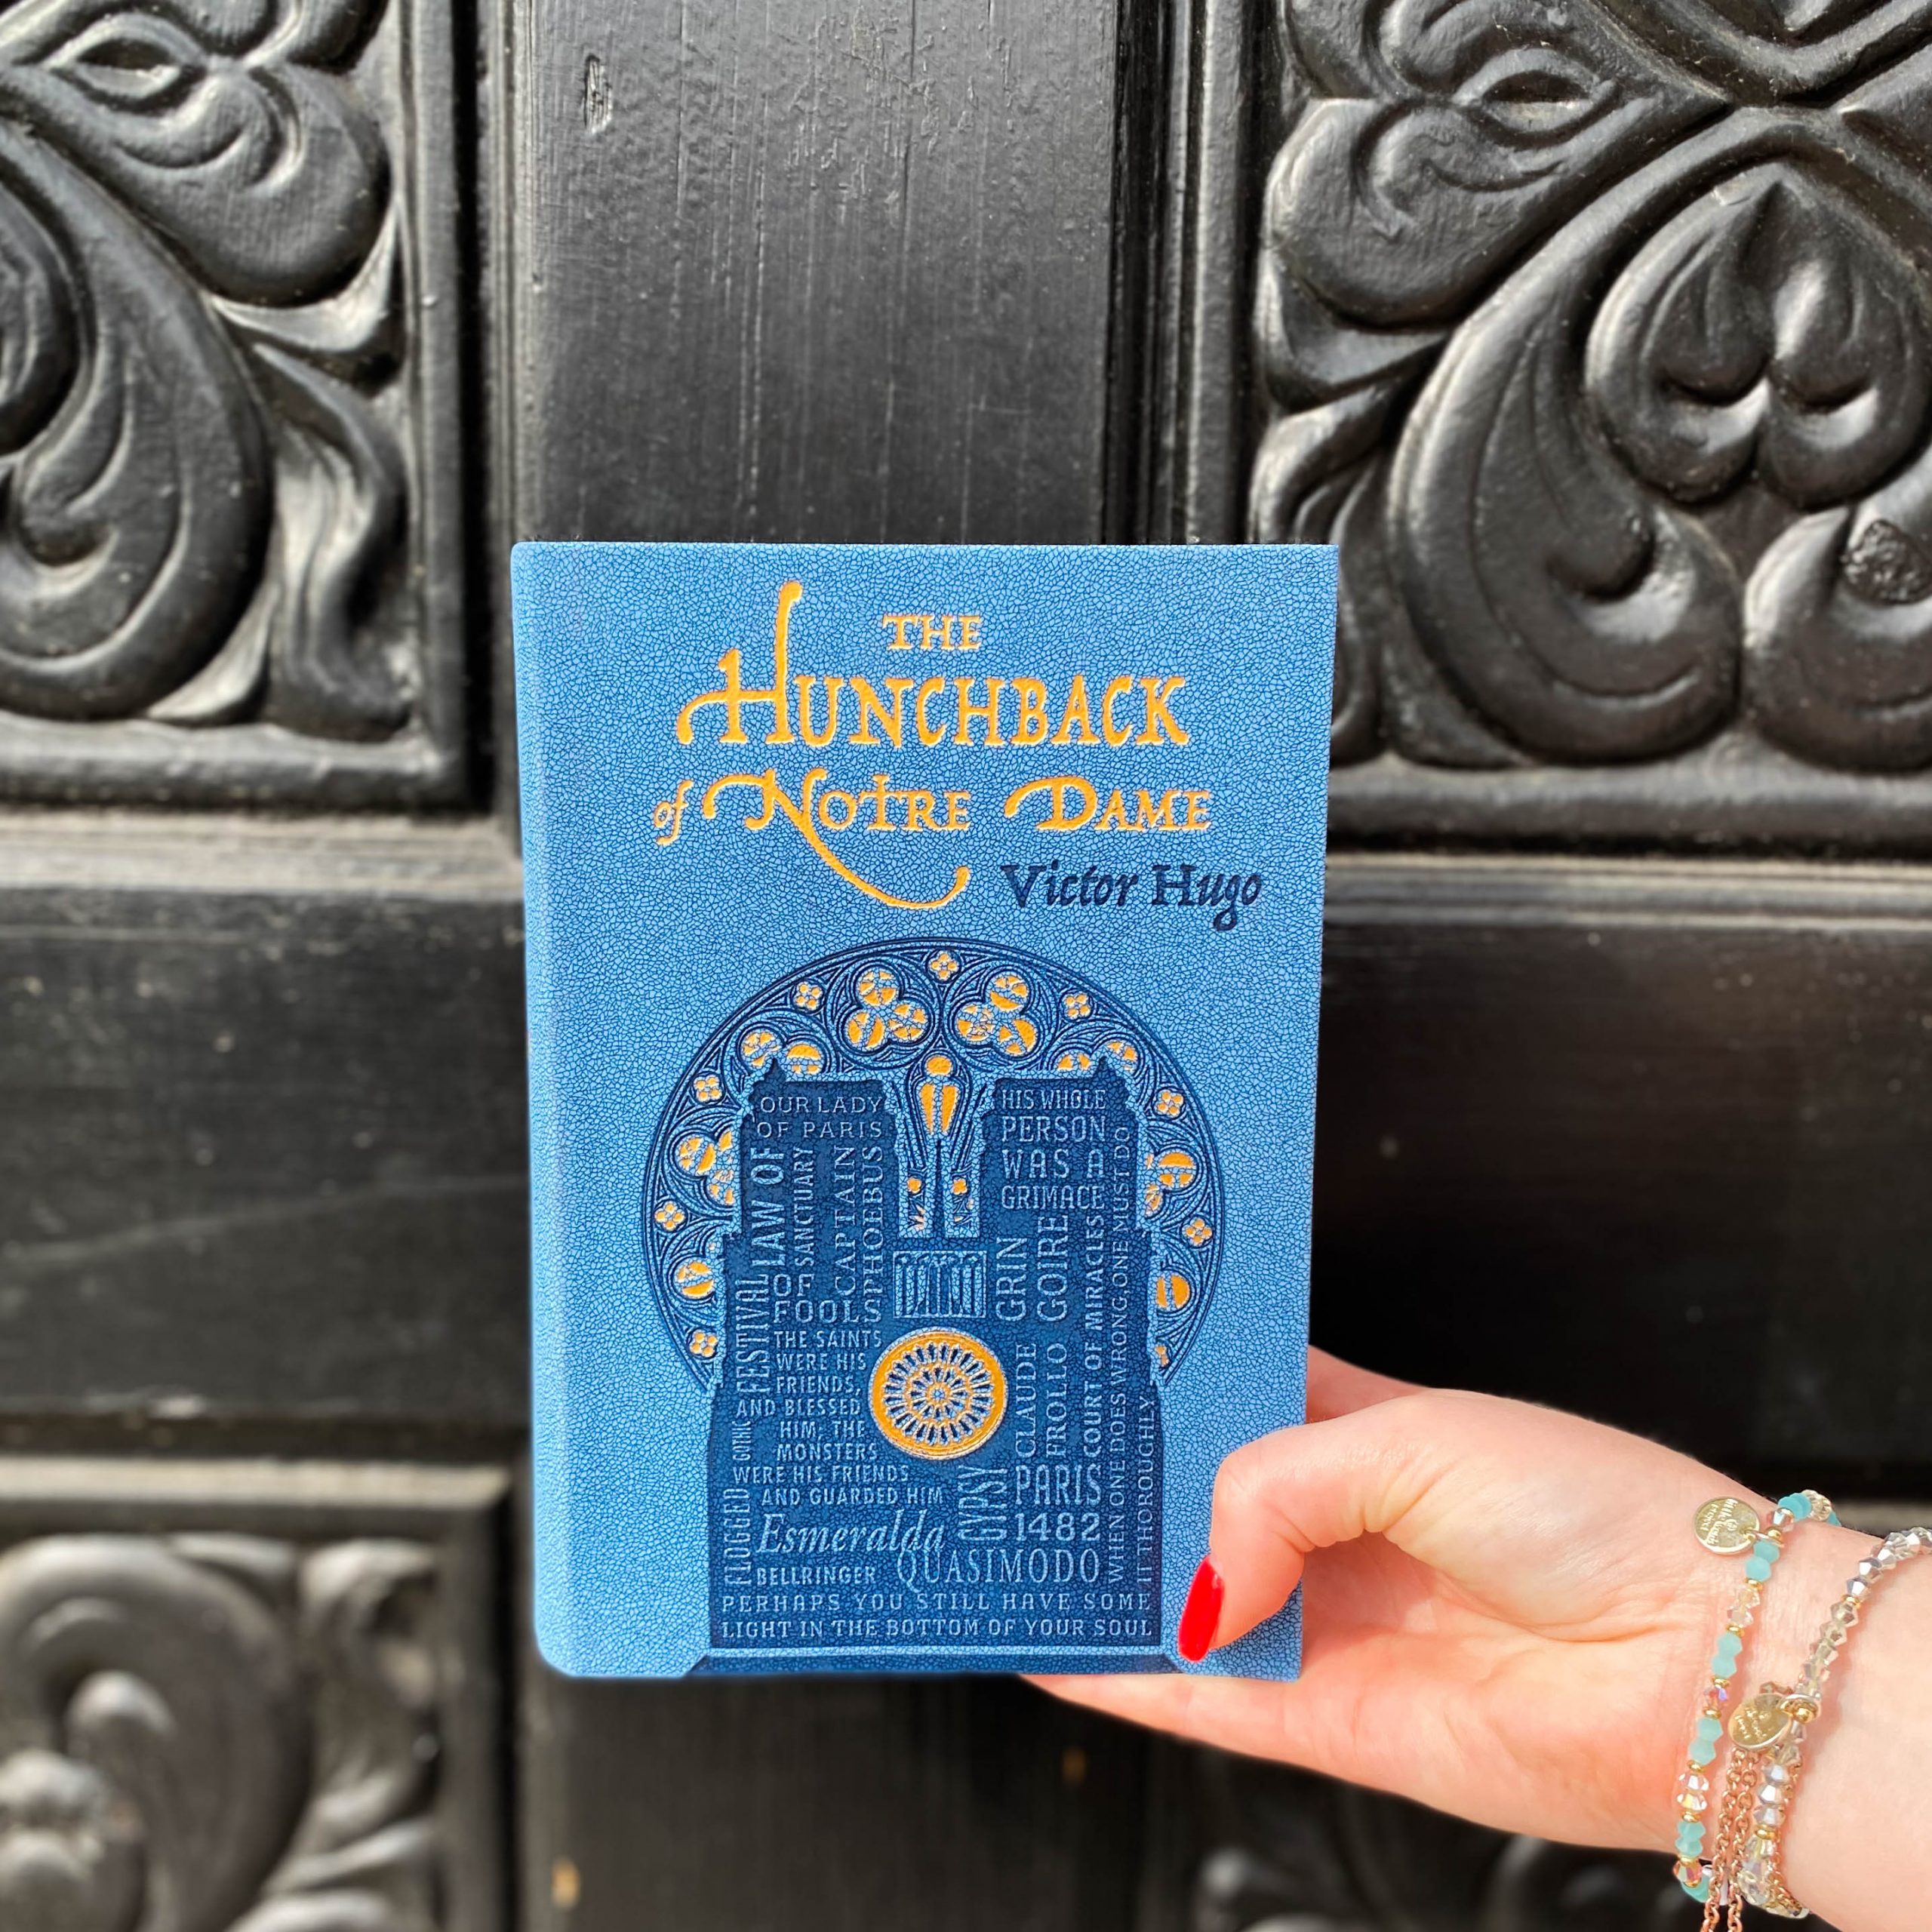 THE
HUNCHBACK
of NOTRE DAME
Victor Hugo
OUR LADY
OF PARIS
LAW OF
SANCTUARY
CAPTAIN
PHOEBUS
FESTIVAL
OF
FOOLS
THE SAINTS
WERE HIS
FRIENDS,
AND BLESSED
HIM, THE
MONSTERS
WERE HIS FRIENDS
AND GUARDED HIM
GOTHIC
FLOGGED
Esmeralda
BELLRINGER
QUASIMODO
HIS WHOLE
PERSON
WAS A
GRIMACE
GRIN
GOIRE
CLAUDE
FROLLO
COURT OF MIRACLES
WHEN ONE DOES WRONG, ONE MUST DO
IT THOROUGHLY.
GYPSY
PARIS
1482
PERHAPS YOU STILL HAVE SOME
LIGHT IN THE BOTTOM OF YOUR SOUL